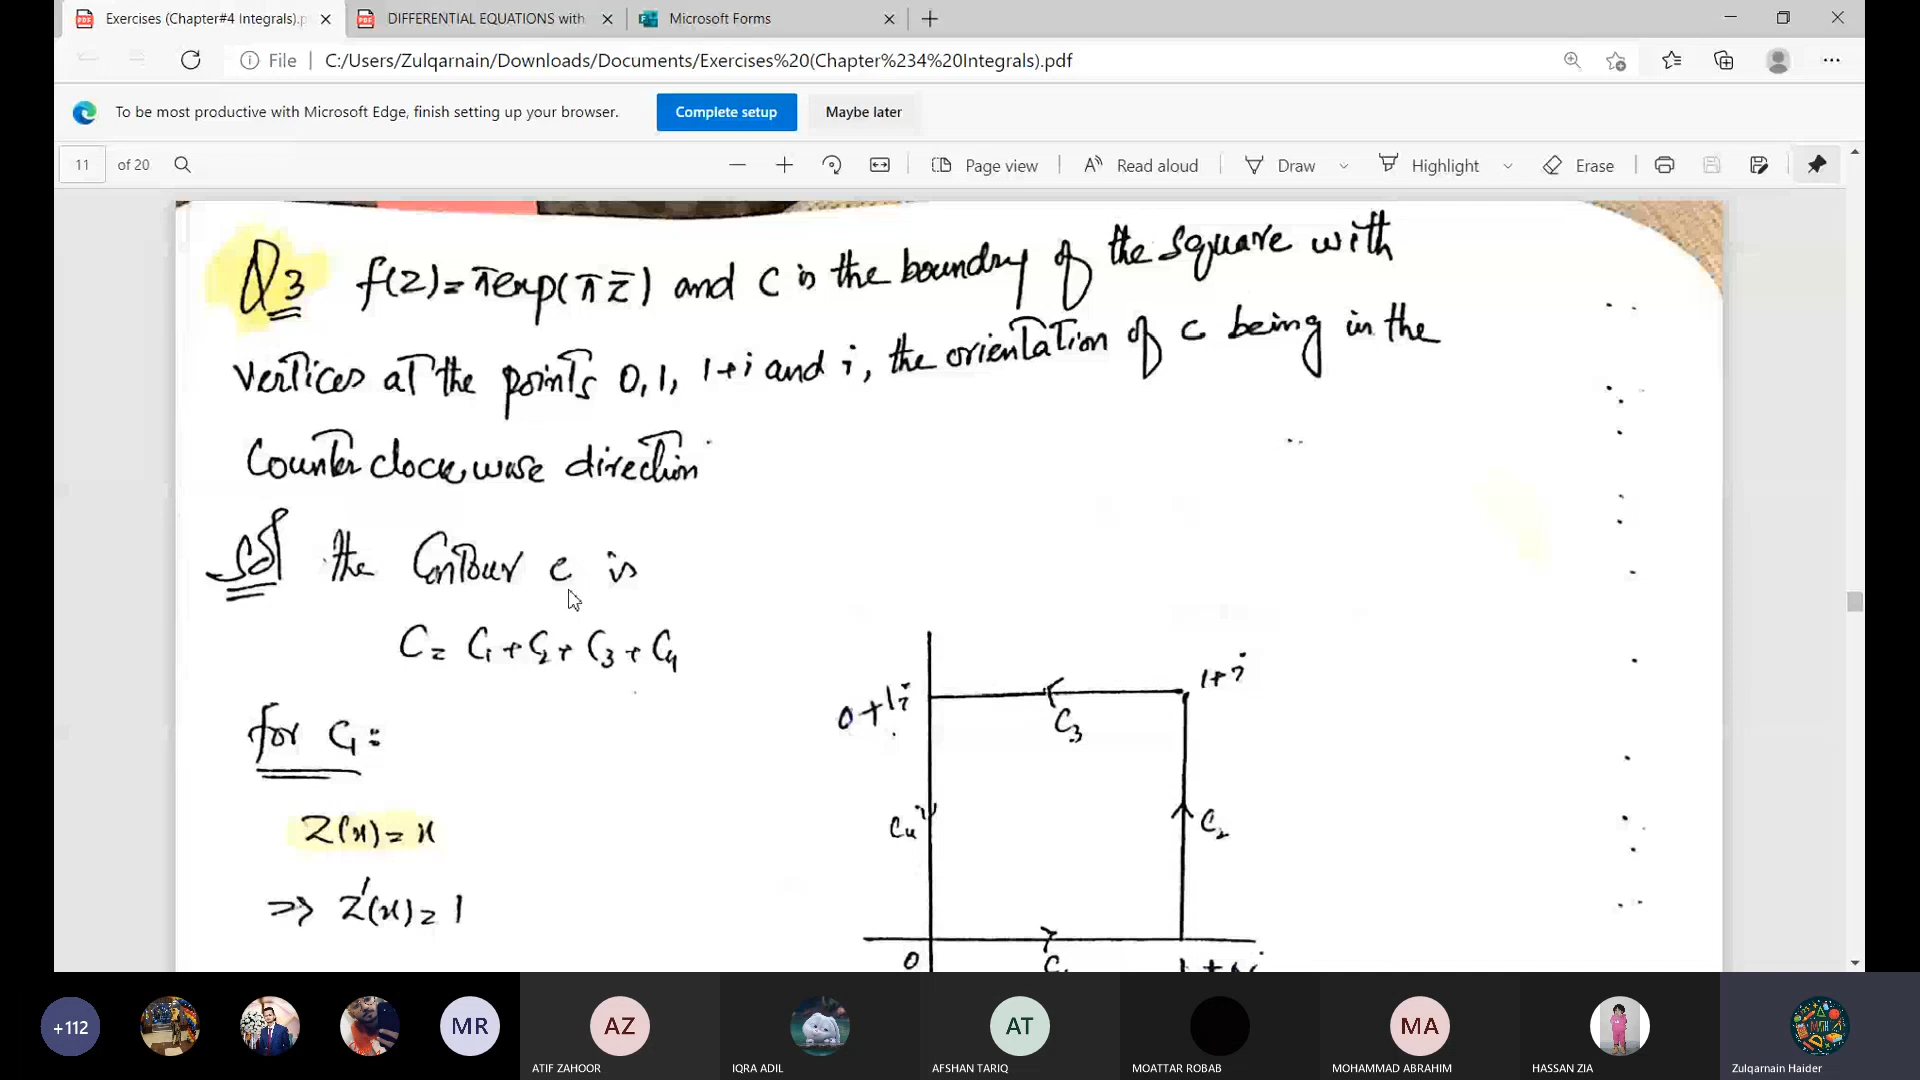 Exercises (Chapter#4 Integrals).p
DIFFERENTIAL EQUATIONS with
Microsoft Forms
File
C:/Users/Zulqarnain/Downloads/Documents/Exercises%20(Chapter%234%20Integrals).pdf
To be most productive with Microsoft Edge, finish setting up your browser.
Complete setup
Maybe later
11
of 20
Page view
Read aloud
Draw
Highlight
Erase
Q3 f(z)=πexp(πz̄) and C is the boundry of the square with
vertices at the points 0, 1, 1+i and i, the orientation of C being in the
Counter clockwise direction
Sol the Contour C is
C = C₁+C₂+C₃+C₄
for C₁:
z(x)=x
⇒ z'(x)=1
0+1i
1+i
C₃
C₄
C₂
0
+112
MR
AZ
AT
MA
ATIF ZAHOOR
IQRA ADIL
AFSHAN TARIQ
MOATTAR ROBAB
MOHAMMAD ABRAHIM
HASSAN ZIA
Zulqarnain Haider